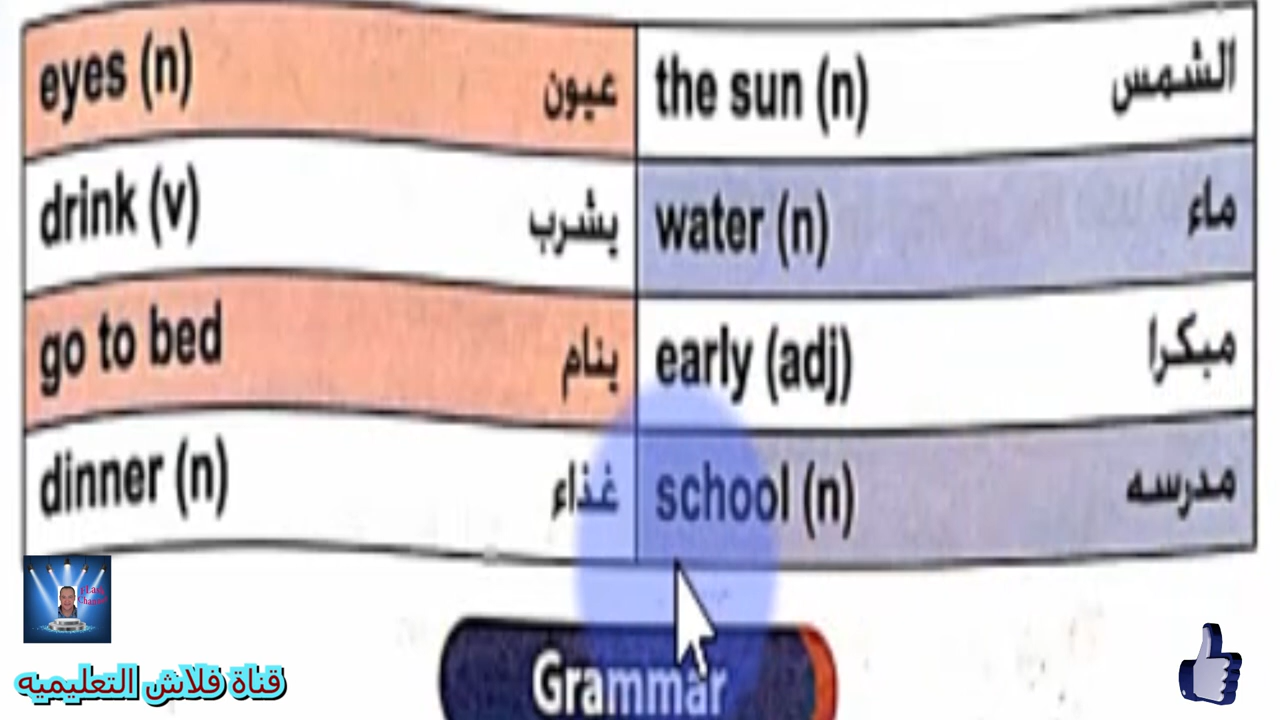 eyes (n) عيون the sun (n) الشمس
drink (v) يشرب water (n) ماء
go to bed ينام early (adj) مبكرا
dinner (n) غذاء school (n) مدرسه
Grammar
قناة فلاش التعليميه